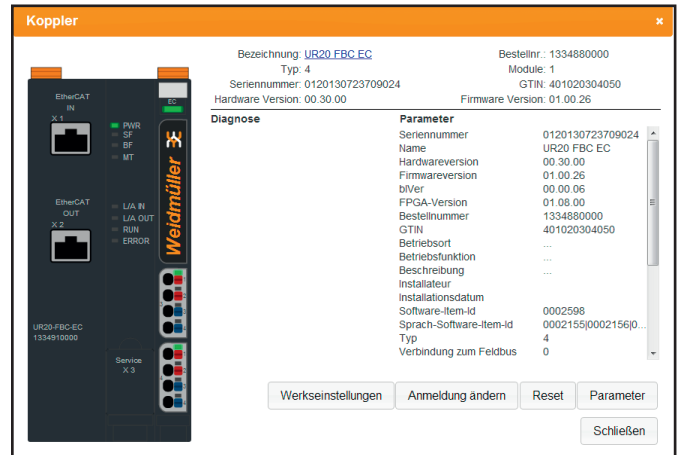 Koppler ×
Bezeichnung: UR20 FBC EC Bestellnr.: 1334880000
Typ: 4 Module: 1
Seriennummer: 0120130723709024 GTIN: 401020304050
Hardware Version: 00.30.00 Firmware Version: 01.00.26
Diagnose Parameter
Seriennummer 0120130723709024
Name UR20 FBC EC
Hardwareversion 00.30.00
Firmwareversion 01.00.26
blVer 00.00.06
FPGA-Version 01.08.00
Bestellnummer 1334880000
GTIN 401020304050
Betriebsort ...
Betriebsfunktion ...
Beschreibung ...
Installateur
Installationsdatum
Software-Item-Id 0002598
Sprach-Software-Item-Id 0002155|0002156|0...
Typ 4
Verbindung zum Feldbus 0
EtherCAT
IN
X 1
EC
PWR
SF
BF
MT
Weidmüller
EtherCAT
OUT
X 2
L/A IN
L/A OUT
RUN
ERROR
UR20-FBC-EC
1334910000
Service
X 3
Werkseinstellungen Anmeldung ändern Reset Parameter
Schließen